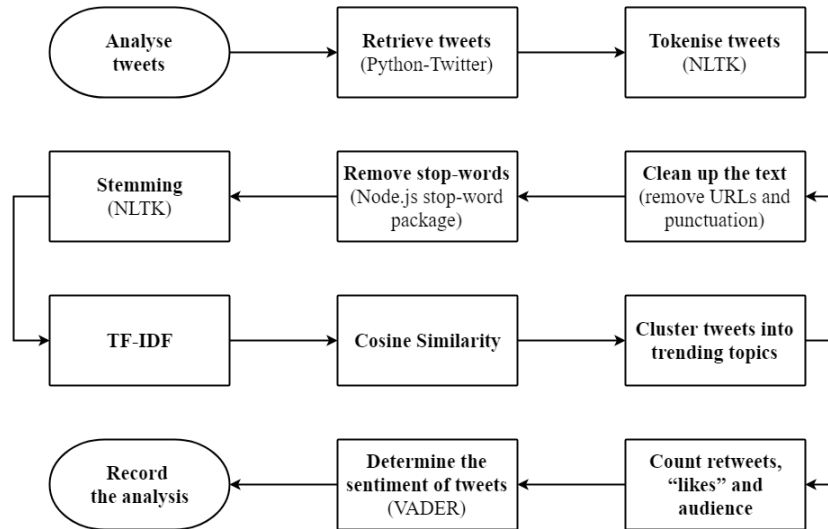 Analyse
tweets
Retrieve tweets
(Python-Twitter)
Tokenise tweets
(NLTK)
Clean up the text
(remove URLs and
punctuation)
Remove stop-words
(Node.js stop-word
package)
Stemming
(NLTK)
TF-IDF
Cosine Similarity
Cluster tweets into
trending topics
Count retweets,
“likes” and
audience
Determine the
sentiment of tweets
(VADER)
Record
the analysis